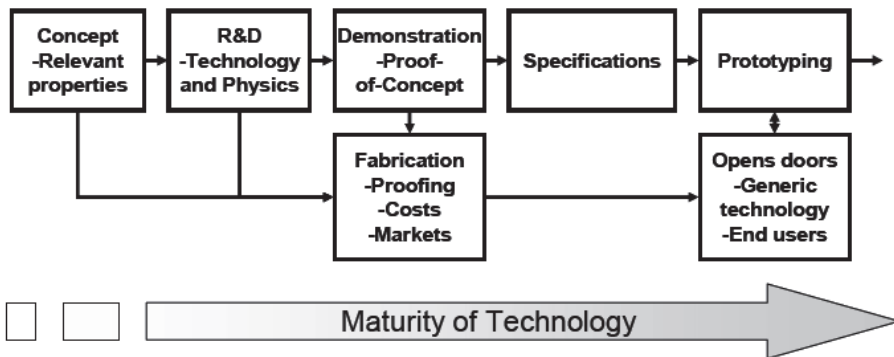 Concept
-Relevant
properties
R&D
-Technology
and Physics
Demonstration
-Proof-
of-Concept
Specifications
Prototyping
Fabrication
-Proofing
-Costs
-Markets
Opens doors
-Generic
technology
-End users
Maturity of Technology